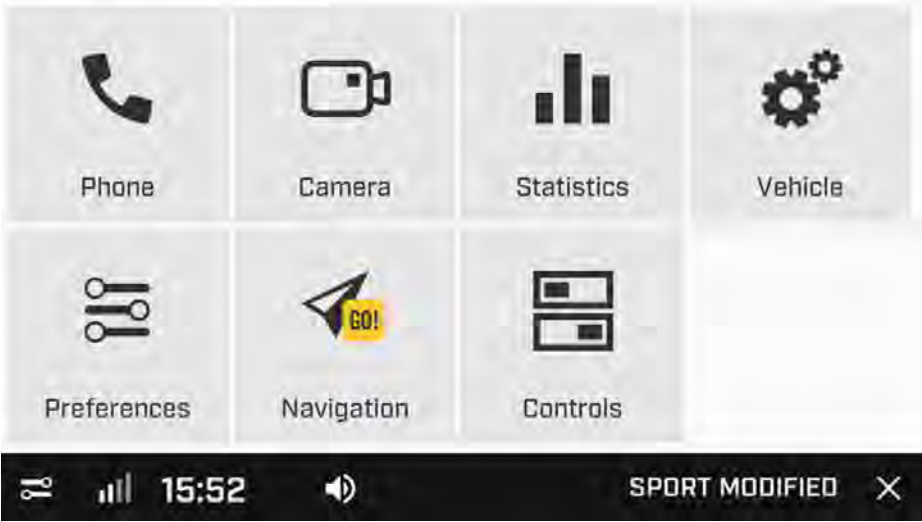 Phone Camera Statistics Vehicle
GO!
Preferences Navigation Controls
15:52 SPORT MODIFIED